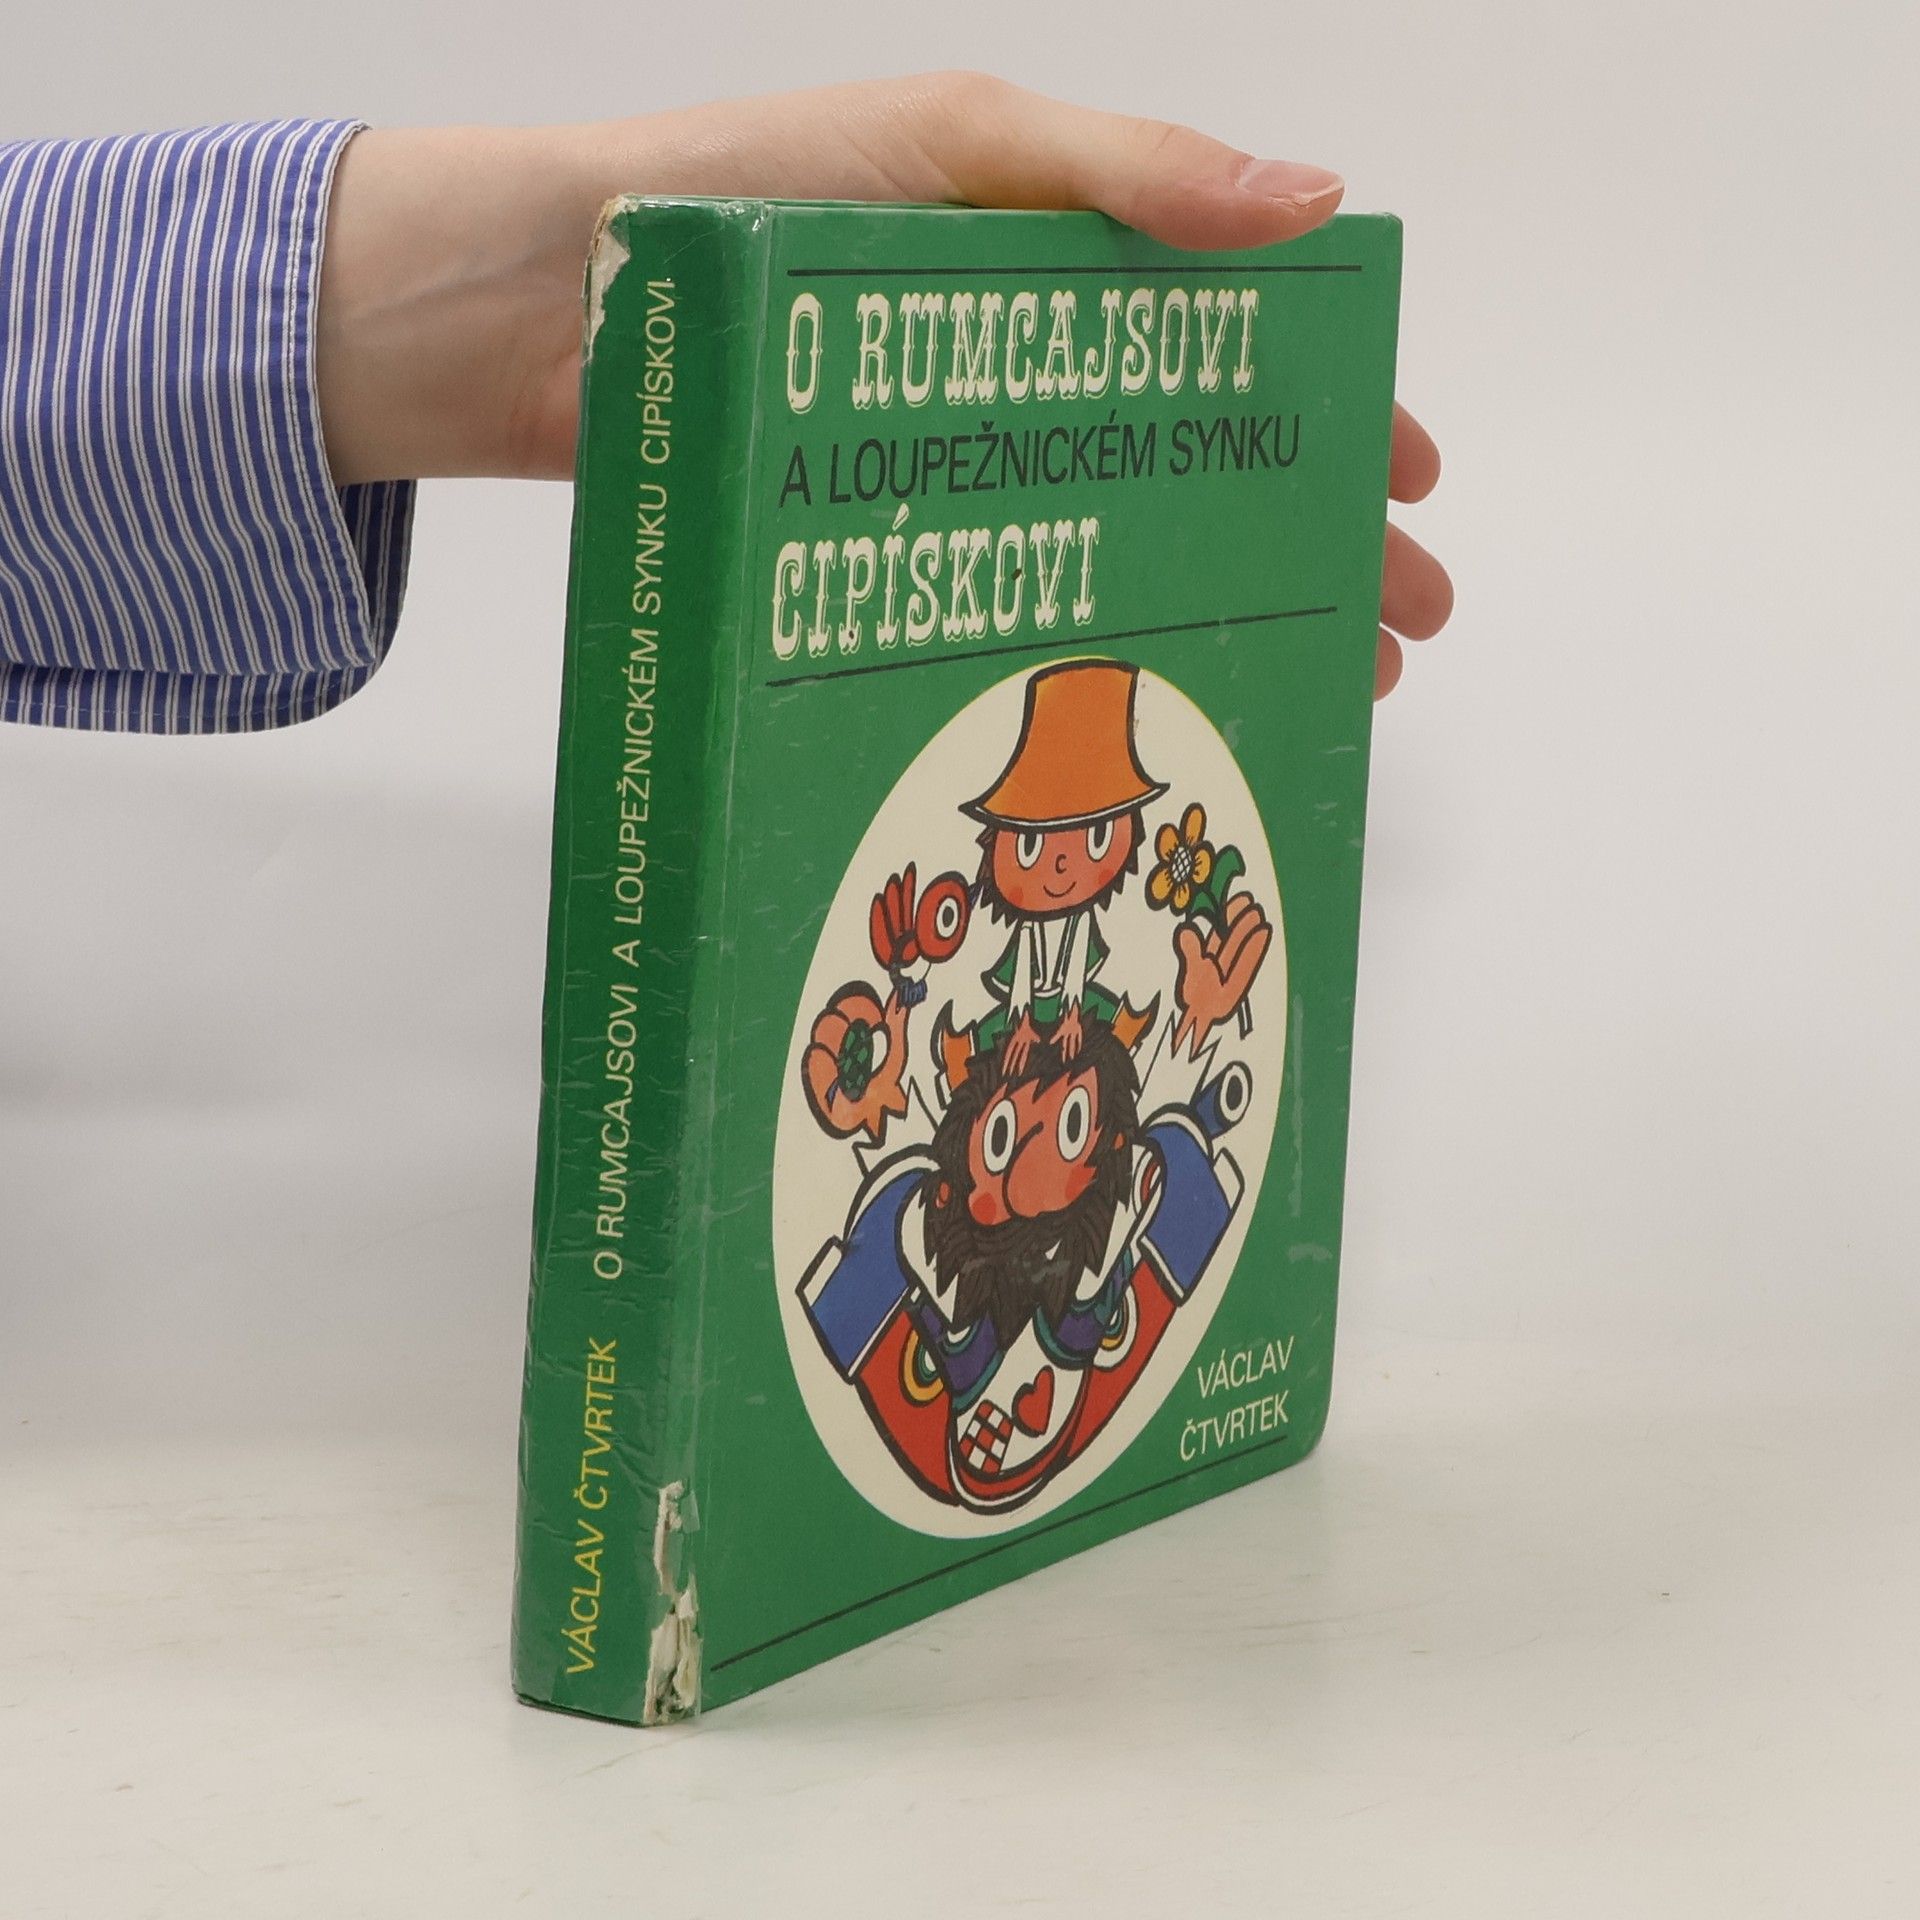 O RUMCAJSOVI
A LOUPEŽNICKÉM SYNKU
CIPÍSKOVI
VÁCLAV
ČTVRTEK
VÁCLAV ČTVRTEK O RUMCAJSOVI A LOUPEŽNICKÉM SYNKU CIPÍSKOVI